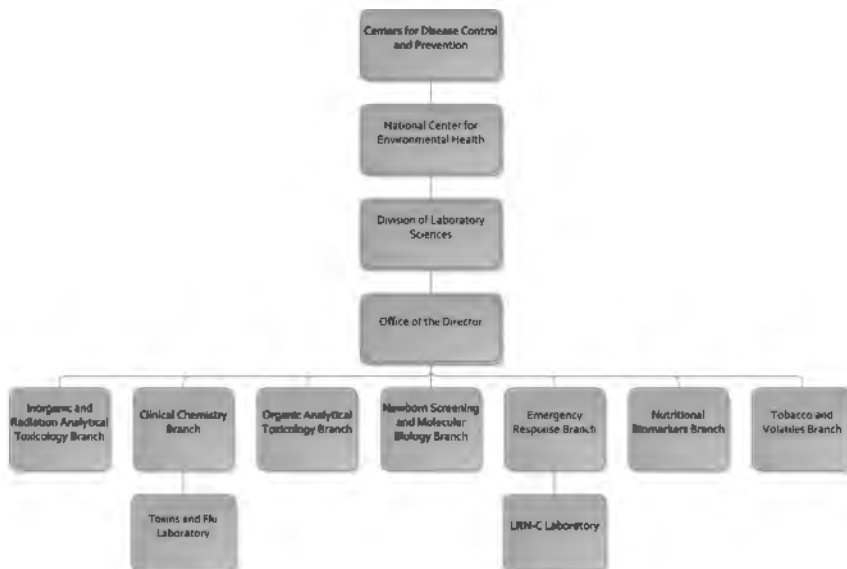 Centers for Disease Control
and Prevention
National Center for
Environmental Health
Division of Laboratory
Sciences
Office of the Director
Inorganic and
Radiation Analytical
Toxicology Branch
Clinical Chemistry
Branch
Organic Analytical
Toxicology Branch
Newborn Screening
and Molecular
Biology Branch
Emergency
Response Branch
Nutritional
Biomarkers Branch
Tobacco and
Volatiles Branch
Toxins and Flu
Laboratory
LRN-C Laboratory